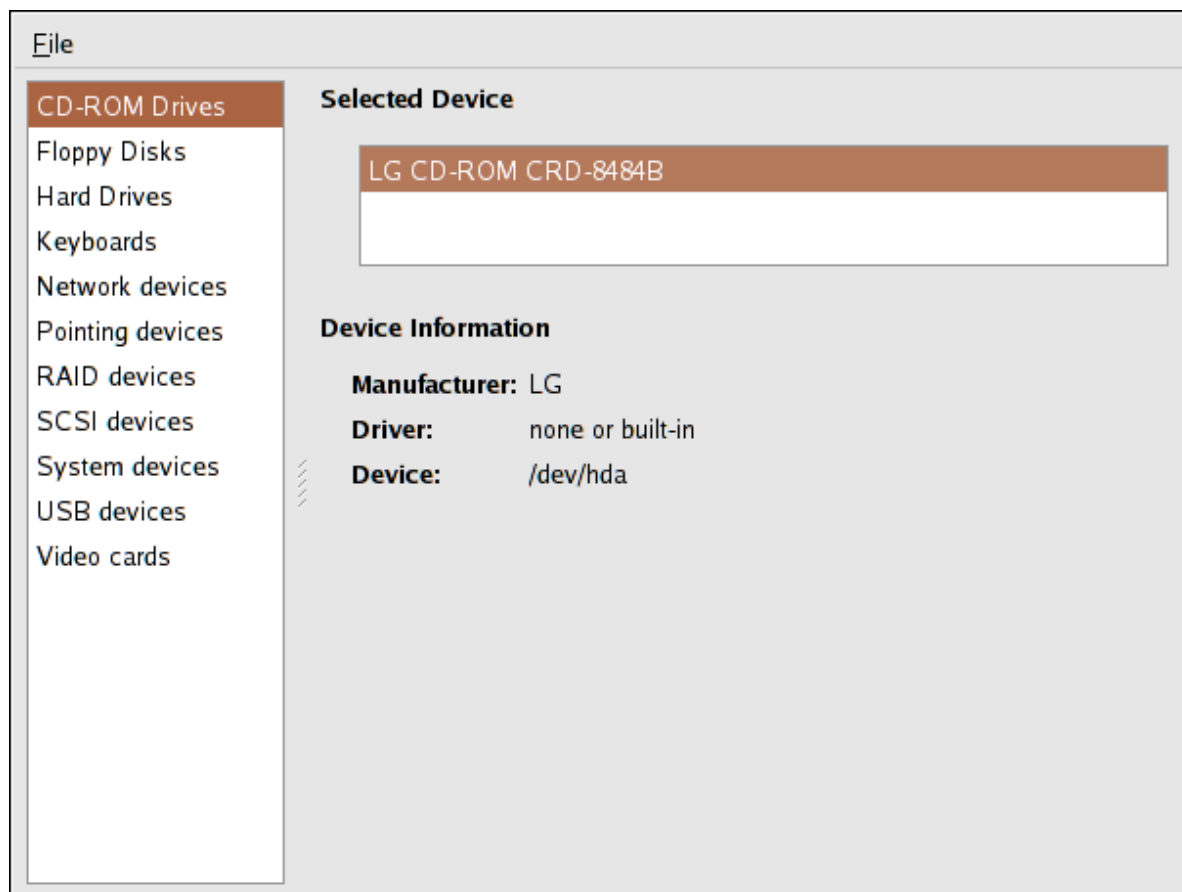 File
CD-ROM Drives
Floppy Disks
Hard Drives
Keyboards
Network devices
Pointing devices
RAID devices
SCSI devices
System devices
USB devices
Video cards
Selected Device
LG CD-ROM CRD-8484B
Device Information
Manufacturer: LG
Driver: none or built-in
Device: /dev/hda